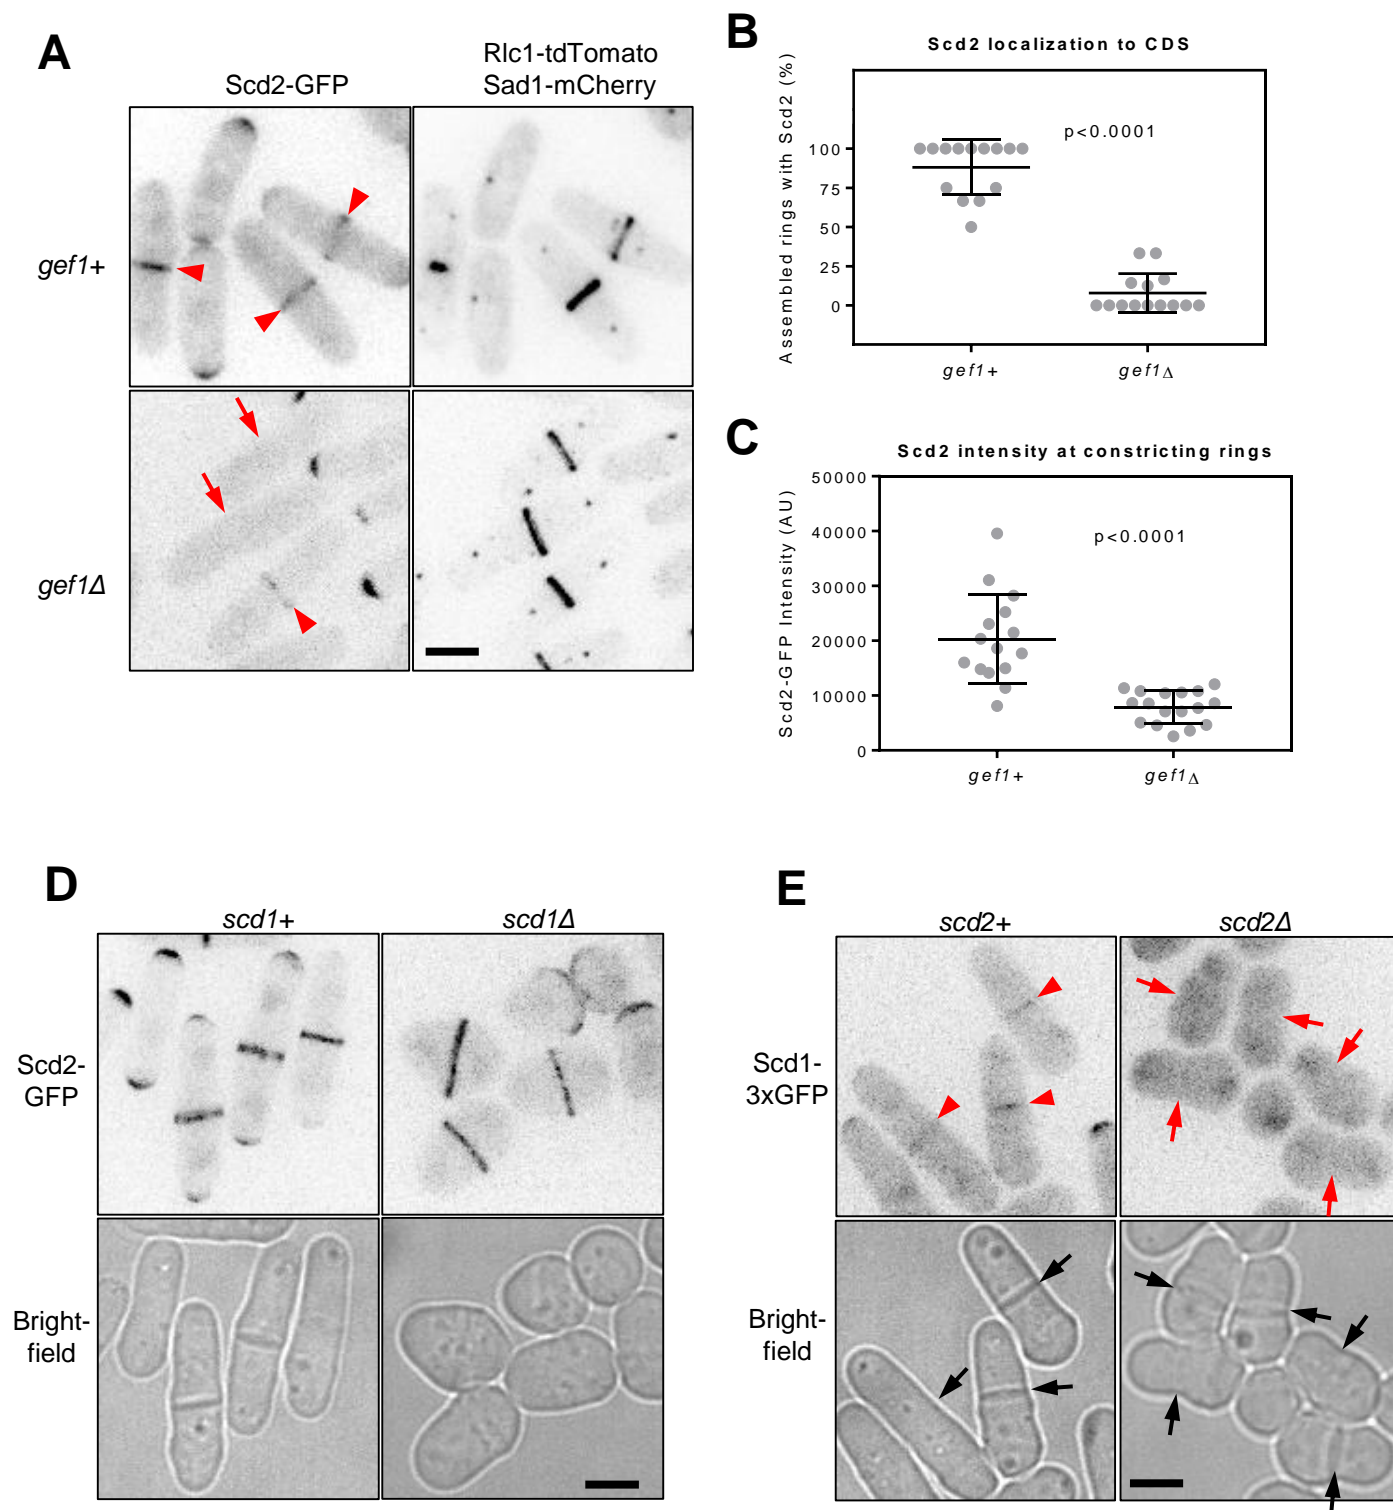 A
Scd2-GFP
Rlc1-tdTomato
Sad1-mCherry
gef1+
gef1Δ
B
Scd2 localization to CDS
Assembled rings with Scd2 (%)
100
75
50
25
0
p<0.0001
gef1+
gef1Δ
C
Scd2 intensity at constricting rings
Scd2-GFP Intensity (AU)
50000
40000
30000
20000
10000
0
p<0.0001
gef1+
gef1Δ
D
scd1+
scd1Δ
Scd2-
GFP
Bright-
field
E
scd2+
scd2Δ
Scd1-
3xGFP
Bright-
field